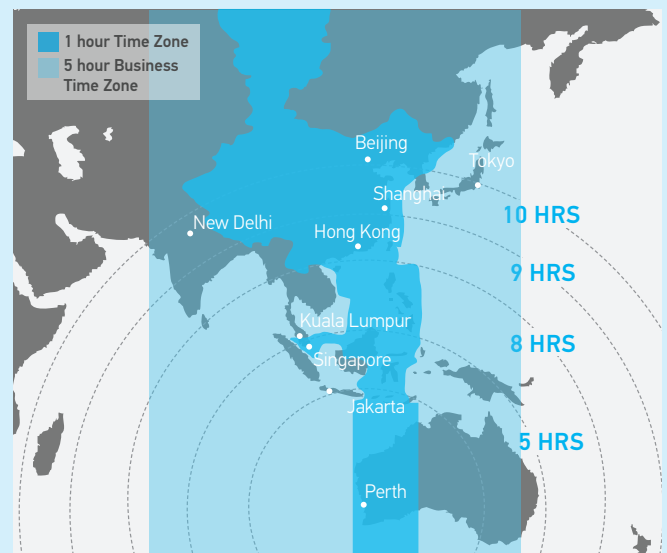 1 hour Time Zone
5 hour Business
Time Zone
Beijing
Tokyo
Shanghai
10 HRS
New Delhi
Hong Kong
9 HRS
Kuala Lumpur
8 HRS
Singapore
Jakarta
5 HRS
Perth